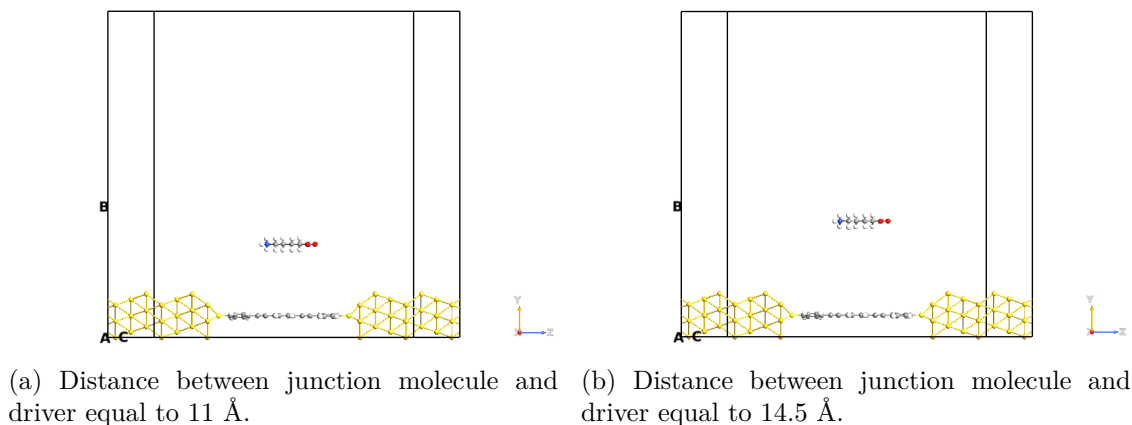 B
A C
Y
X Z
B
A C
Y
X Z
(a) Distance between junction molecule and
driver equal to 11 Å.
(b) Distance between junction molecule and
driver equal to 14.5 Å.